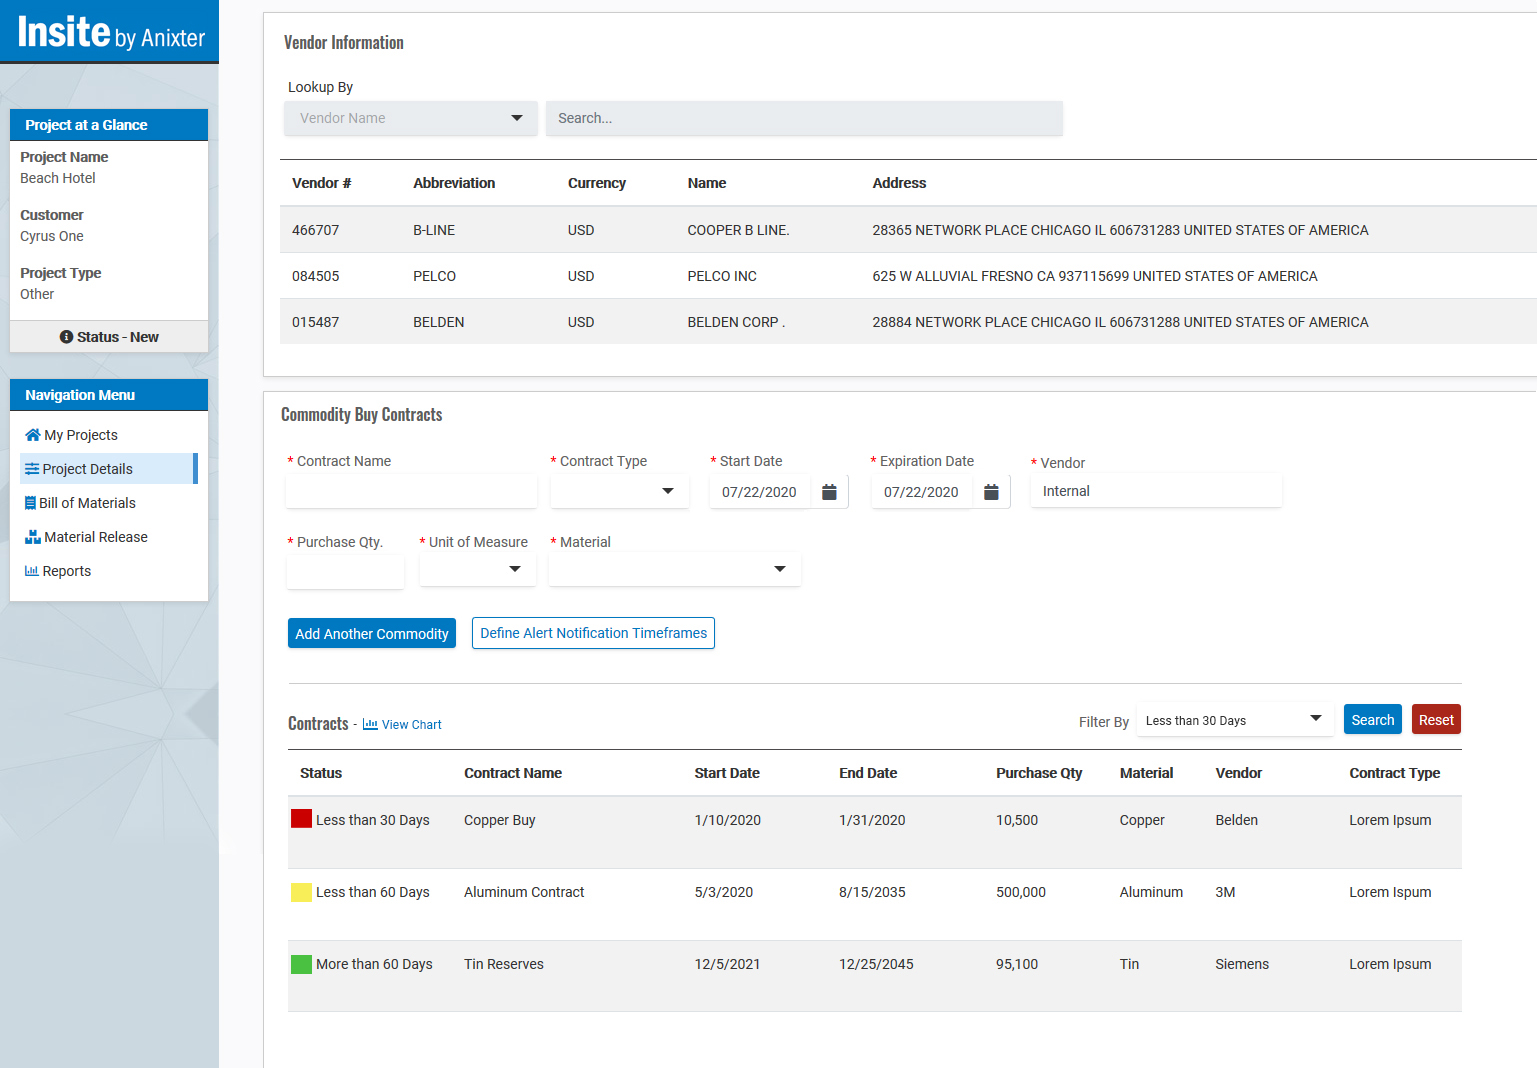 Insite by Anixter
Project at a Glance
Project Name
Beach Hotel
Customer
Cyrus One
Project Type
Other
Status - New
Navigation Menu
My Projects
Project Details
Bill of Materials
Material Release
Reports
Vendor Information
Lookup By
Vendor Name Search...
Vendor # Abbreviation Currency Name Address
466707 B-LINE USD COOPER B LINE. 28365 NETWORK PLACE CHICAGO IL 606731283 UNITED STATES OF AMERICA
084505 PELCO USD PELCO INC 625 W ALLUVIAL FRESNO CA 937115699 UNITED STATES OF AMERICA
015487 BELDEN USD BELDEN CORP . 28884 NETWORK PLACE CHICAGO IL 606731288 UNITED STATES OF AMERICA
Commodity Buy Contracts
* Contract Name * Contract Type * Start Date * Expiration Date * Vendor
07/22/2020 07/22/2020 Internal
* Purchase Qty. * Unit of Measure * Material
Add Another Commodity Define Alert Notification Timeframes
Contracts - View Chart Filter By Less than 30 Days Search Reset
Status Contract Name Start Date End Date Purchase Qty Material Vendor Contract Type
Less than 30 Days Copper Buy 1/10/2020 1/31/2020 10,500 Copper Belden Lorem Ipsum
Less than 60 Days Aluminum Contract 5/3/2020 8/15/2035 500,000 Aluminum 3M Lorem Ispum
More than 60 Days Tin Reserves 12/5/2021 12/25/2045 95,100 Tin Siemens Lorem Ipsum